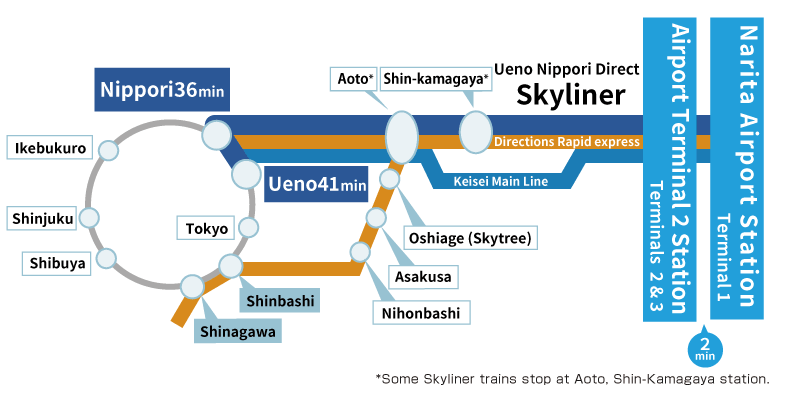 Nippori36min
Ikebukuro
Shinjuku
Shibuya
Tokyo
Ueno41min
Shinbashi
Shinagawa
Aoto*
Shin-kamagaya*
Ueno Nippori Direct
Skyliner
Directions Rapid express
Keisei Main Line
Oshiage (Skytree)
Asakusa
Nihonbashi
Airport Terminal 2 Station
Terminals 2 & 3
Narita Airport Station
Terminal 1
2
min
*Some Skyliner trains stop at Aoto, Shin-Kamagaya station.